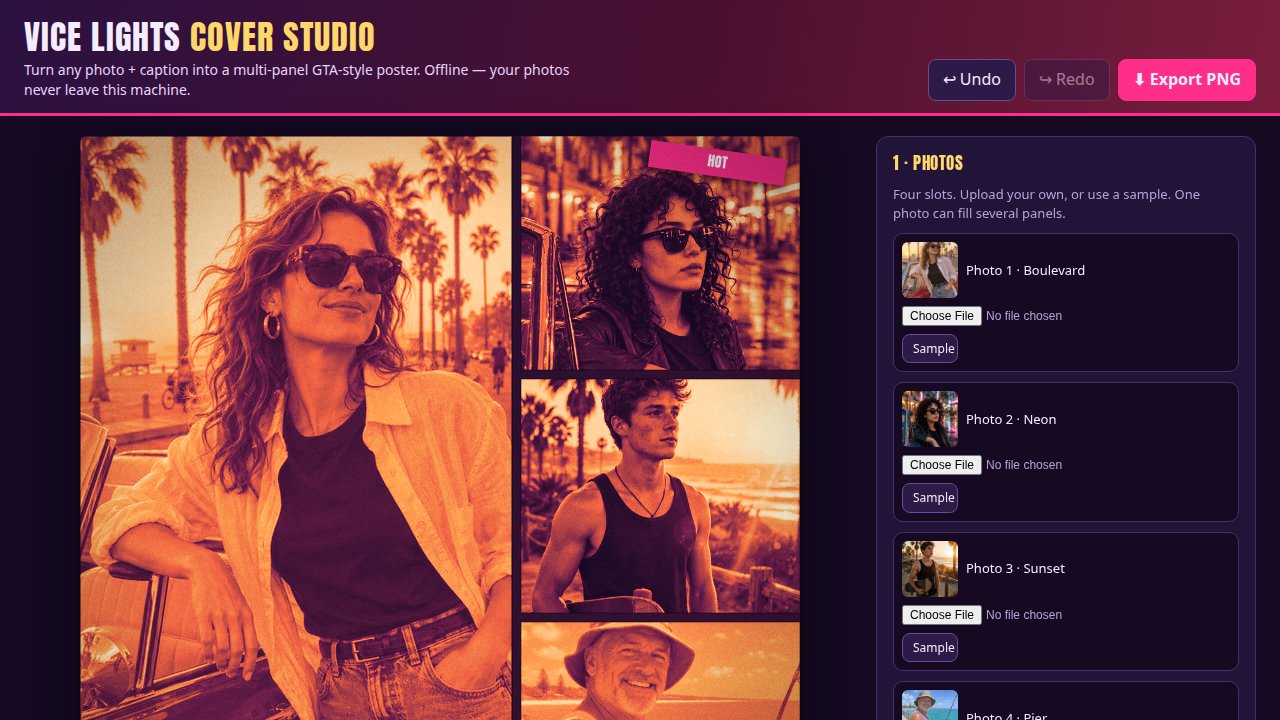 VICE LIGHTS COVER STUDIO
Turn any photo + caption into a multi-panel GTA-style poster. Offline — your photos
never leave this machine.
↩ Undo
↪ Redo
⬇ Export PNG
HOT
1 · PHOTOS
Four slots. Upload your own, or use a sample. One
photo can fill several panels.
Photo 1 · Boulevard
Choose File No file chosen
Sample
Photo 2 · Neon
Choose File No file chosen
Sample
Photo 3 · Sunset
Choose File No file chosen
Sample
Photo 4 · Pier